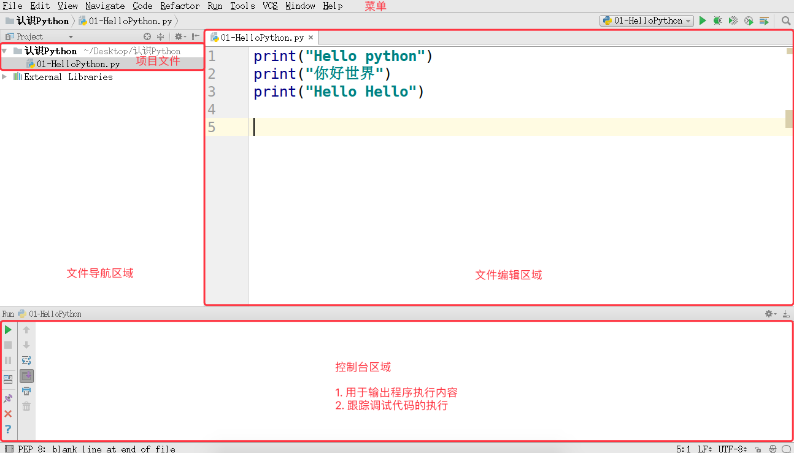 File Edit View Navigate Code Refactor Run Tools VCS Window Help 菜单
认识Python 01-HelloPython.py 01-HelloPython
Project
01-HelloPython.py ×
认识Python ~/Desktop/认识Python
01-HelloPython.py 项目文件
External Libraries
1 print("Hello python")
2 print("你好世界")
3 print("Hello Hello")
4
5
文件导航区域
文件编辑区域
Run 01-HelloPython
控制台区域
1. 用于输出程序执行内容
2. 跟踪调试代码的执行
PEP 8: blank line at end of file 5:1 LF÷ UTF-8÷